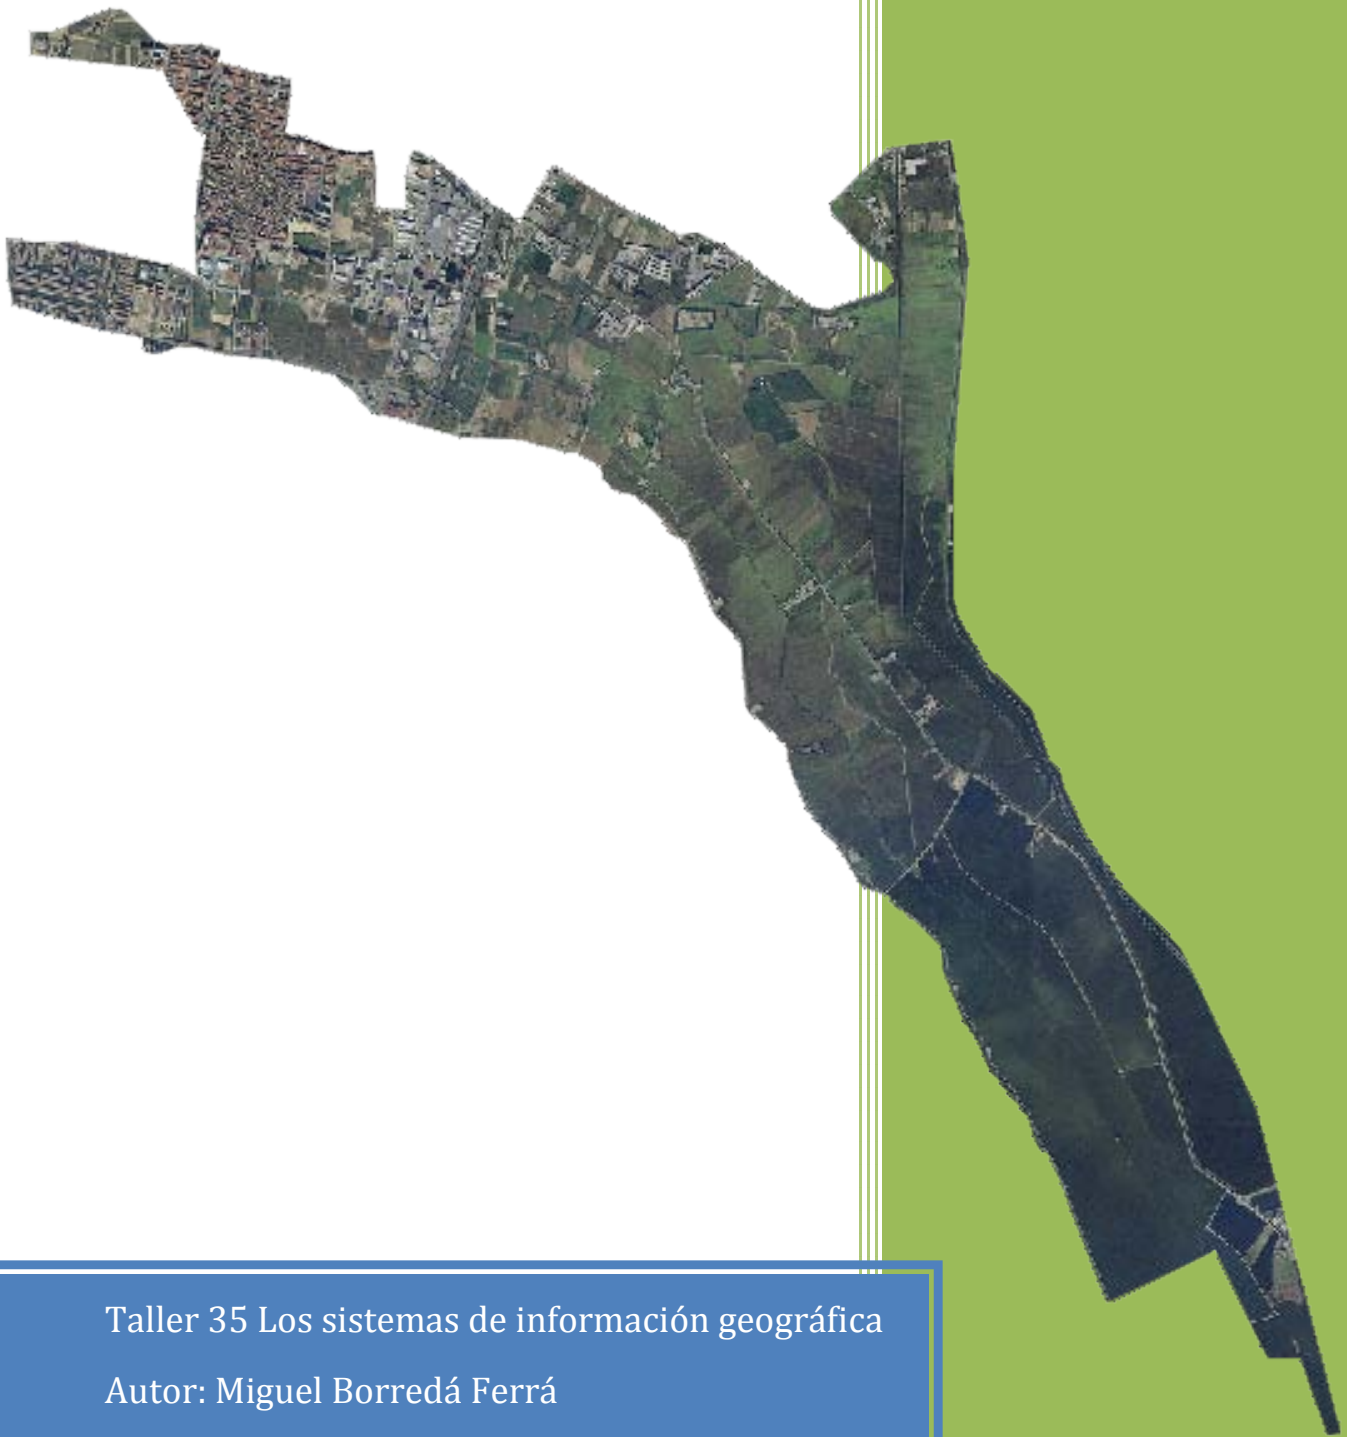 Taller 35 Los sistemas de información geográfica
Autor: Miguel Borredá Ferrá